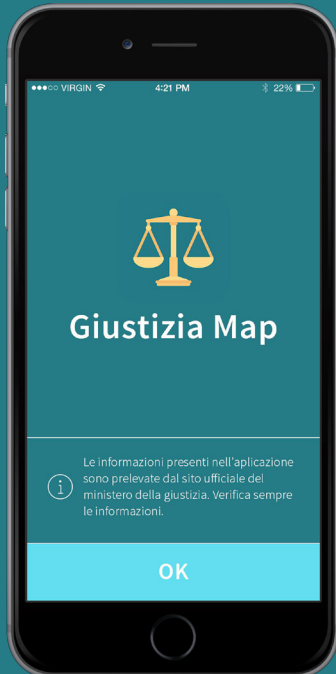 VIRGIN 4:21 PM 22%
Giustizia Map
Le informazioni presenti nell'aplicazione
sono prelevate dal sito ufficiale del
ministero della giustizia. Verifica sempre
le informazioni.
OK